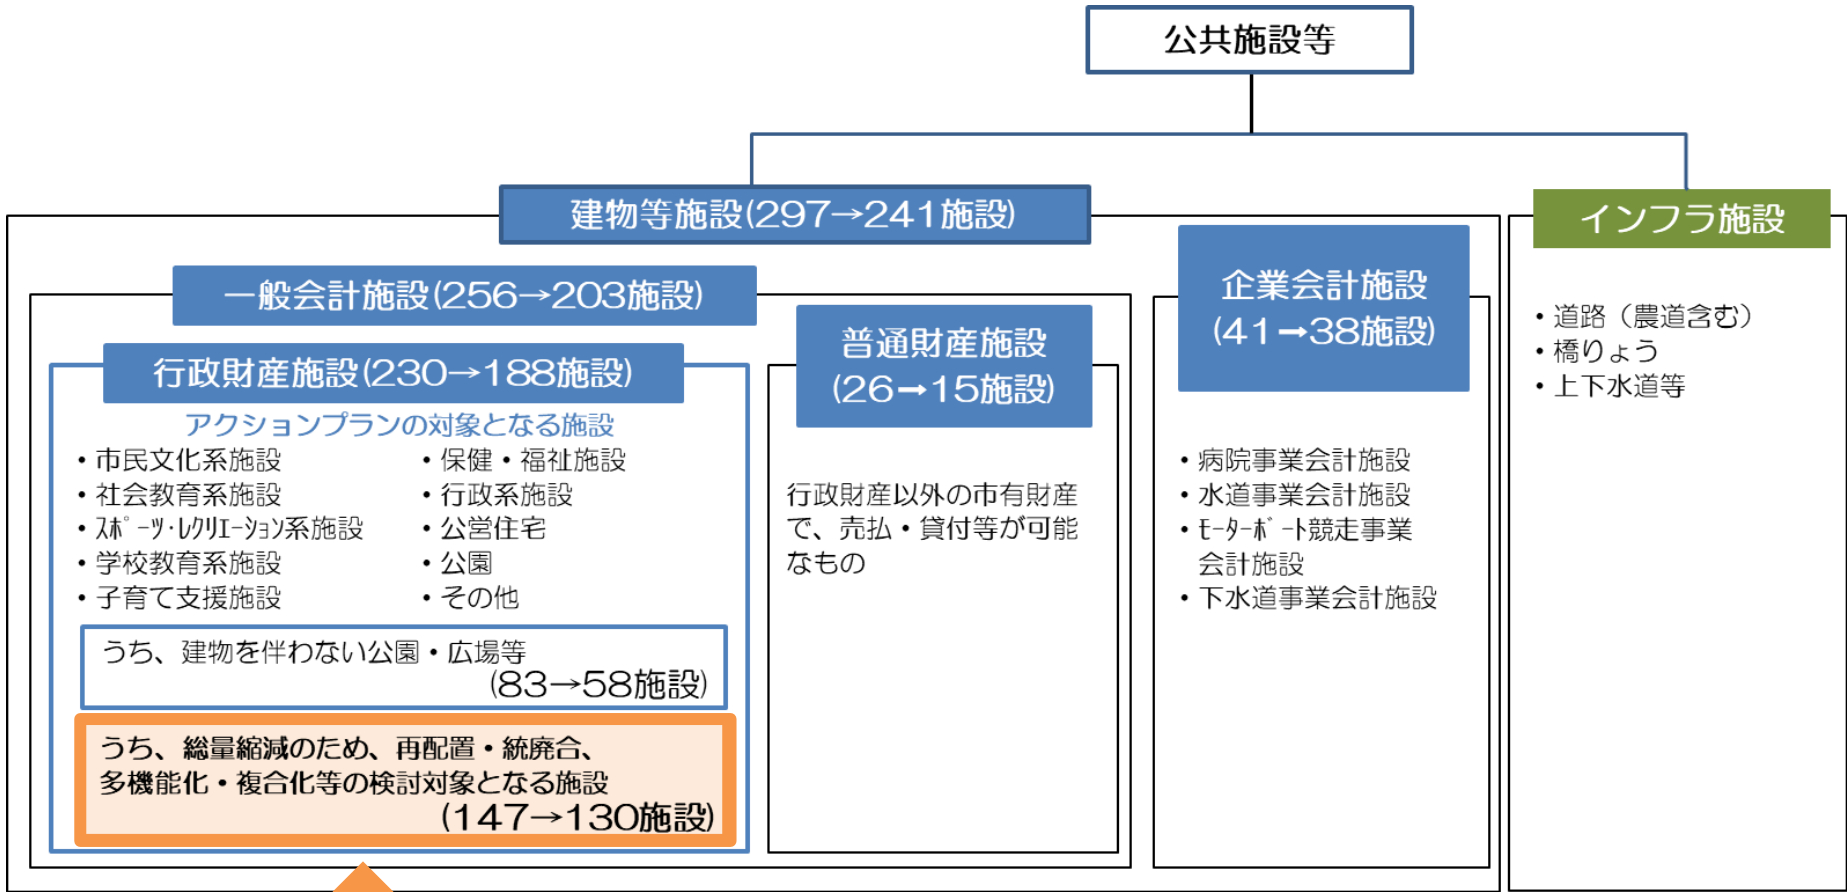 公共施設等
建物等施設(297→241施設)
インフラ施設
一般会計施設(256→203施設)
企業会計施設
(41→38施設)
普通財産施設
(26→15施設)
行政財産施設(230→188施設)
アクションプランの対象となる施設
・市民文化系施設
・社会教育系施設
・ｽﾎﾟｰﾂ･ﾚｸﾘｴｰｼｮﾝ系施設
・学校教育系施設
・子育て支援施設
・保健・福祉施設
・行政系施設
・公営住宅
・公園
・その他
うち、建物を伴わない公園・広場等
(83→58施設)
うち、総量縮減のため、再配置・統廃合、
多機能化・複合化等の検討対象となる施設
(147→130施設)
行政財産以外の市有財産
で、売払・貸付等が可能
なもの
・病院事業会計施設
・水道事業会計施設
・ﾓｰﾀｰﾎﾞｰﾄ競走事業
会計施設
・下水道事業会計施設
・道路（農道含む）
・橋りょう
・上下水道等